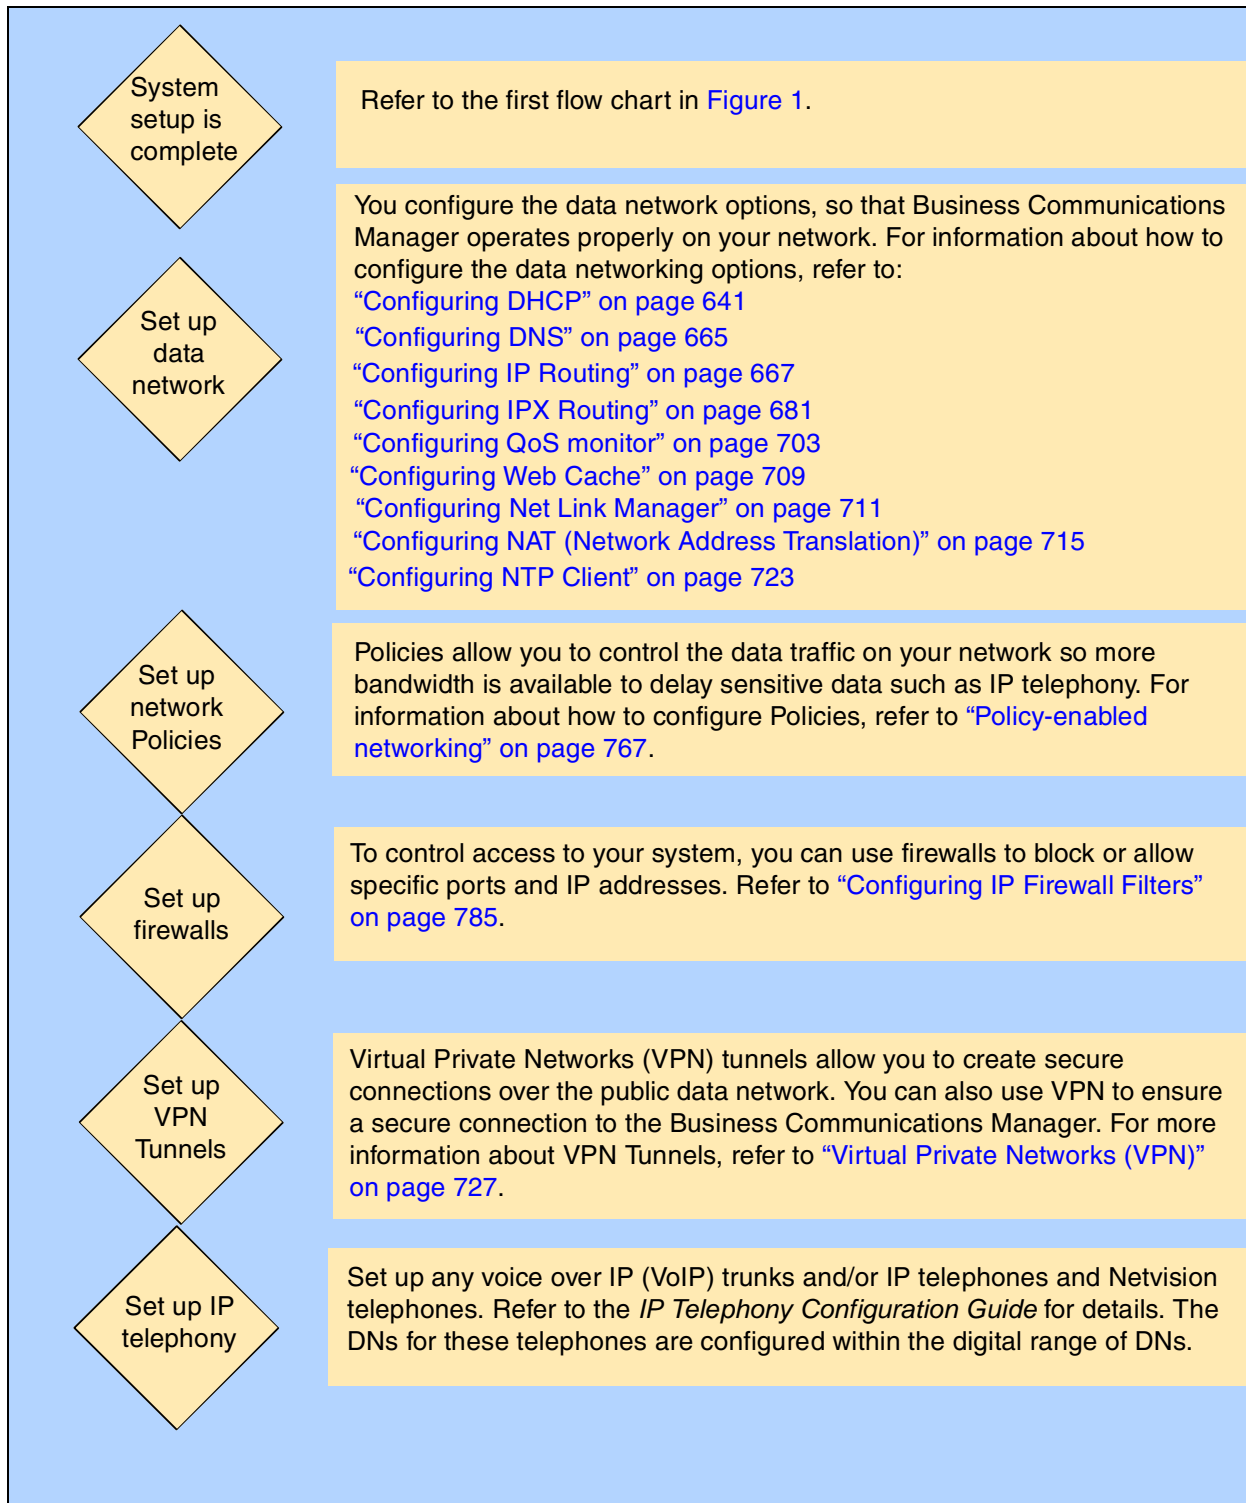 System
setup is
complete
Refer to the first flow chart in Figure 1.
Set up
data
network
You configure the data network options, so that Business Communications
Manager operates properly on your network. For information about how to
configure the data networking options, refer to:
“Configuring DHCP” on page 641
“Configuring DNS” on page 665
“Configuring IP Routing” on page 667
“Configuring IPX Routing” on page 681
“Configuring QoS monitor” on page 703
“Configuring Web Cache” on page 709
“Configuring Net Link Manager” on page 711
“Configuring NAT (Network Address Translation)” on page 715
“Configuring NTP Client” on page 723
Set up
network
Policies
Policies allow you to control the data traffic on your network so more
bandwidth is available to delay sensitive data such as IP telephony. For
information about how to configure Policies, refer to “Policy-enabled
networking” on page 767.
Set up
firewalls
To control access to your system, you can use firewalls to block or allow
specific ports and IP addresses. Refer to “Configuring IP Firewall Filters”
on page 785.
Set up
VPN
Tunnels
Virtual Private Networks (VPN) tunnels allow you to create secure
connections over the public data network. You can also use VPN to ensure
a secure connection to the Business Communications Manager. For more
information about VPN Tunnels, refer to “Virtual Private Networks (VPN)”
on page 727.
Set up IP
telephony
Set up any voice over IP (VoIP) trunks and/or IP telephones and Netvision
telephones. Refer to the IP Telephony Configuration Guide for details. The
DNs for these telephones are configured within the digital range of DNs.